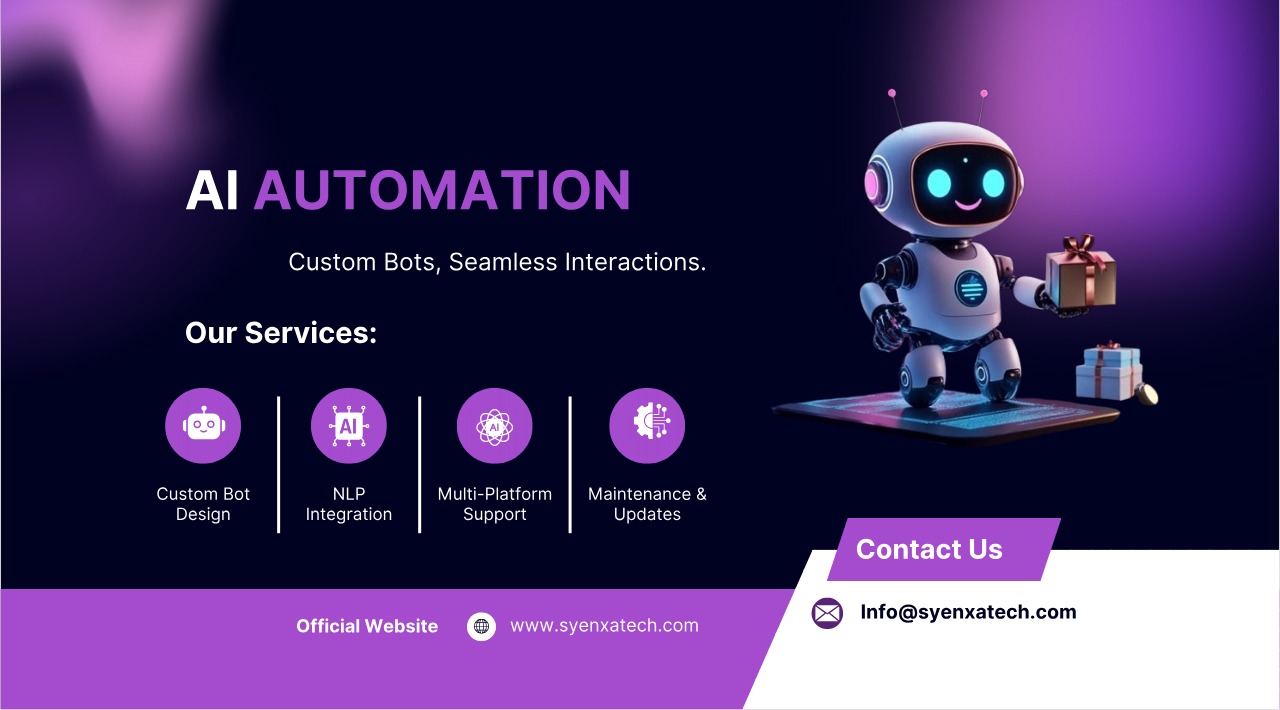 AI AUTOMATION
Custom Bots, Seamless Interactions.
Our Services:
AI
AI
Custom Bot
Design
NLP
Integration
Multi-Platform
Support
Maintenance &
Updates
Contact Us
Info@syenxatech.com
Official Website
www.syenxatech.com